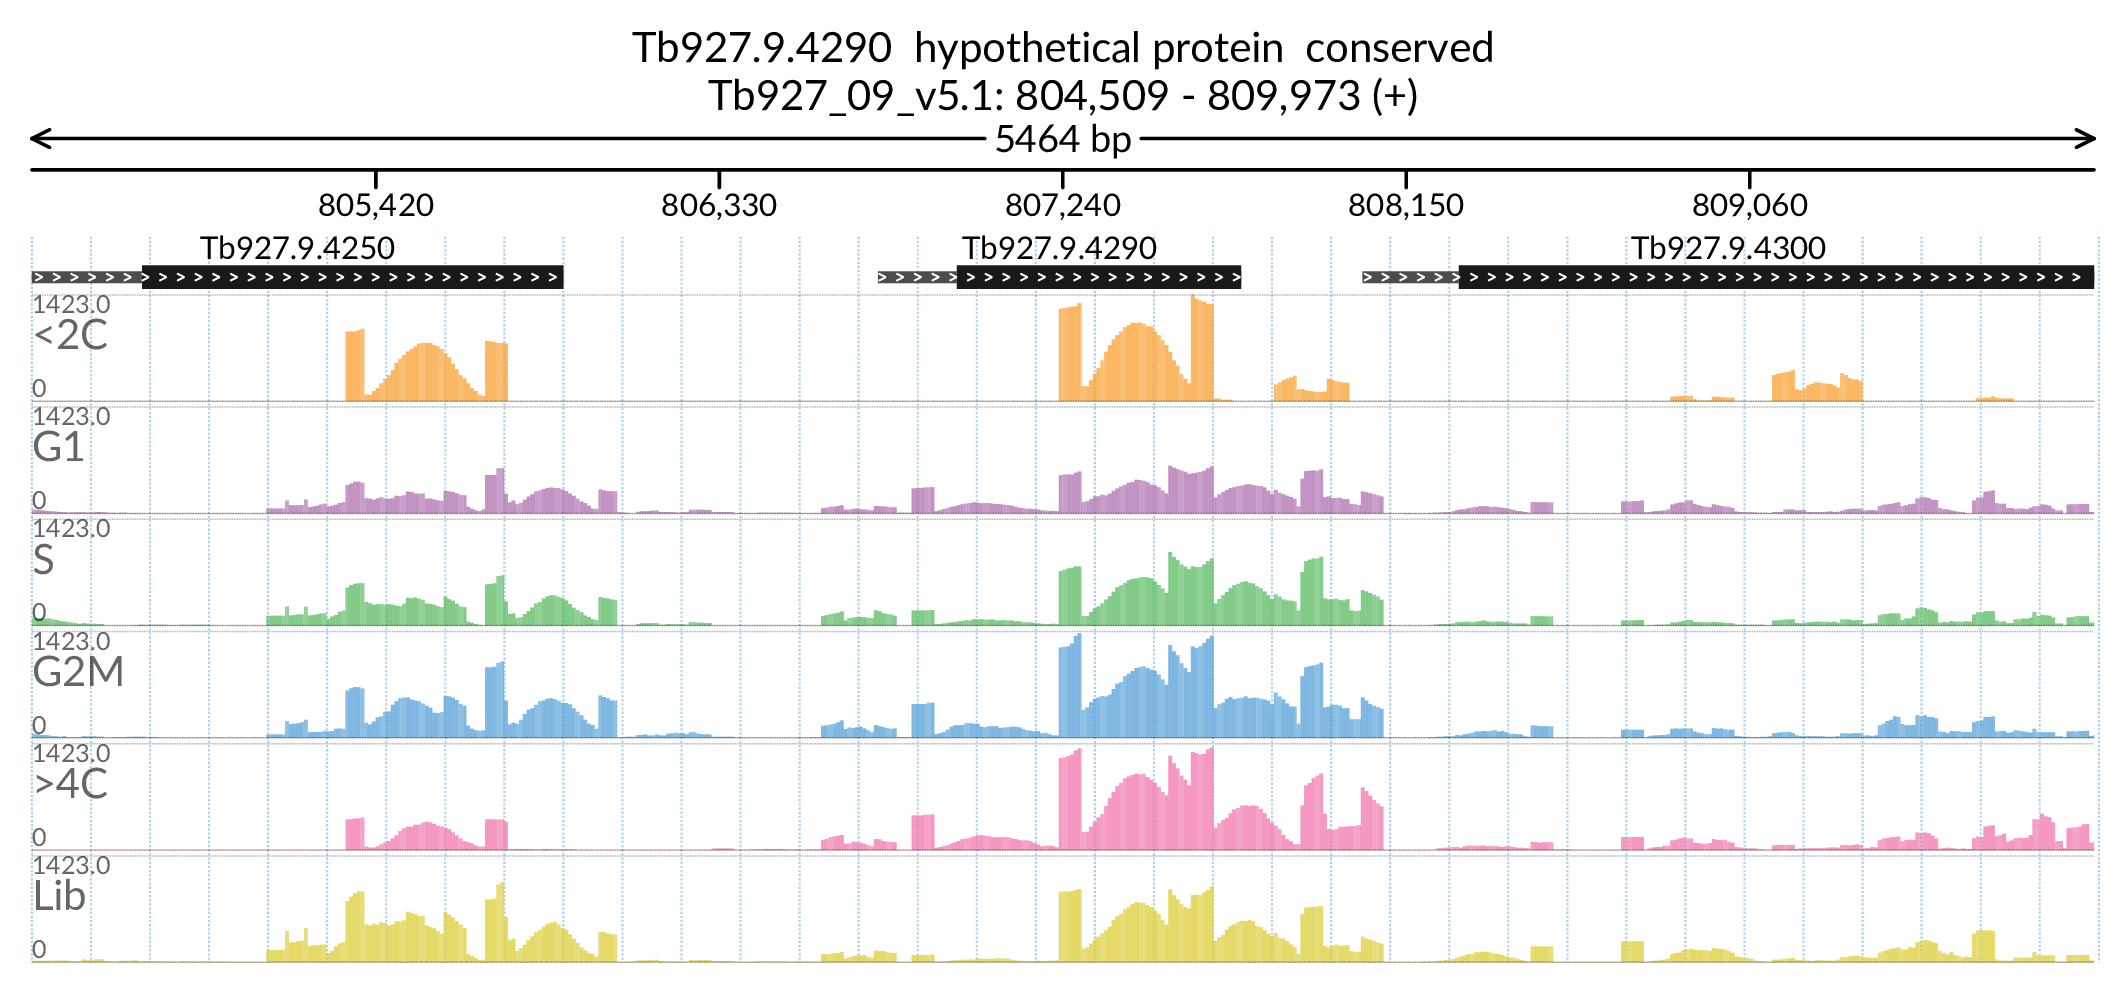 Tb927.9.4290  hypothetical protein  conserved
Tb927_09_v5.1: 804,509 - 809,973 (+)
5464 bp
805,420 806,330 807,240 808,150 809,060
Tb927.9.4250 Tb927.9.4290 Tb927.9.4300
1423.0
<2C
0
1423.0
G1
0
1423.0
S
0
1423.0
G2M
0
1423.0
>4C
0
1423.0
Lib
0